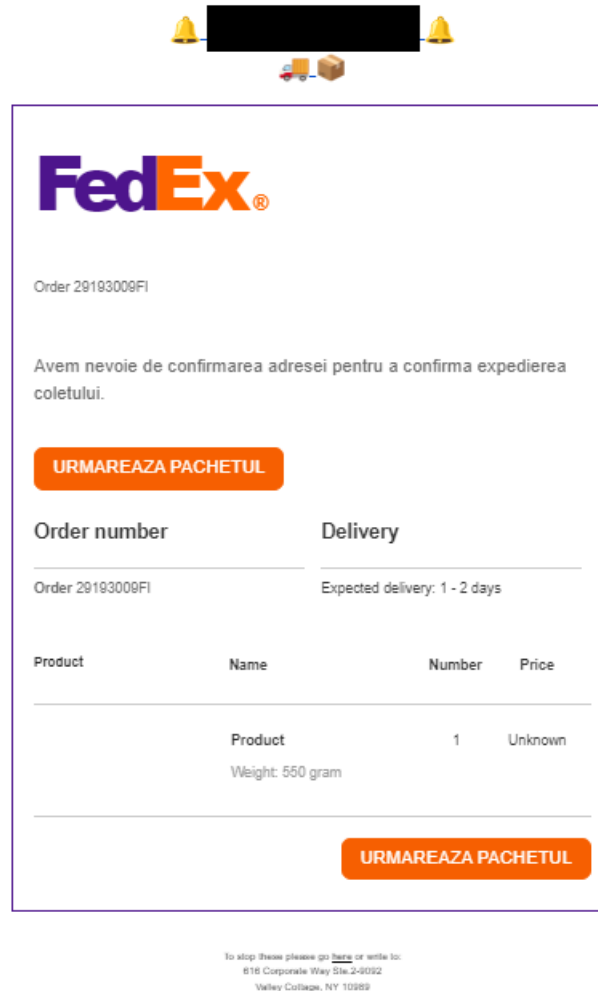 FedEx®
Order 29193009FI
Avem nevoie de confirmarea adresei pentru a confirma expedierea
coletului.
URMAREAZA PACHETUL
Order number Delivery
Order 29193009FI Expected delivery: 1 - 2 days
Product Name Number Price
Product 1 Unknown
Weight: 550 gram
URMAREAZA PACHETUL
To stop these please go here or write to:
616 Corporate Way Ste.2-9092
Valley Cottage, NY 10989